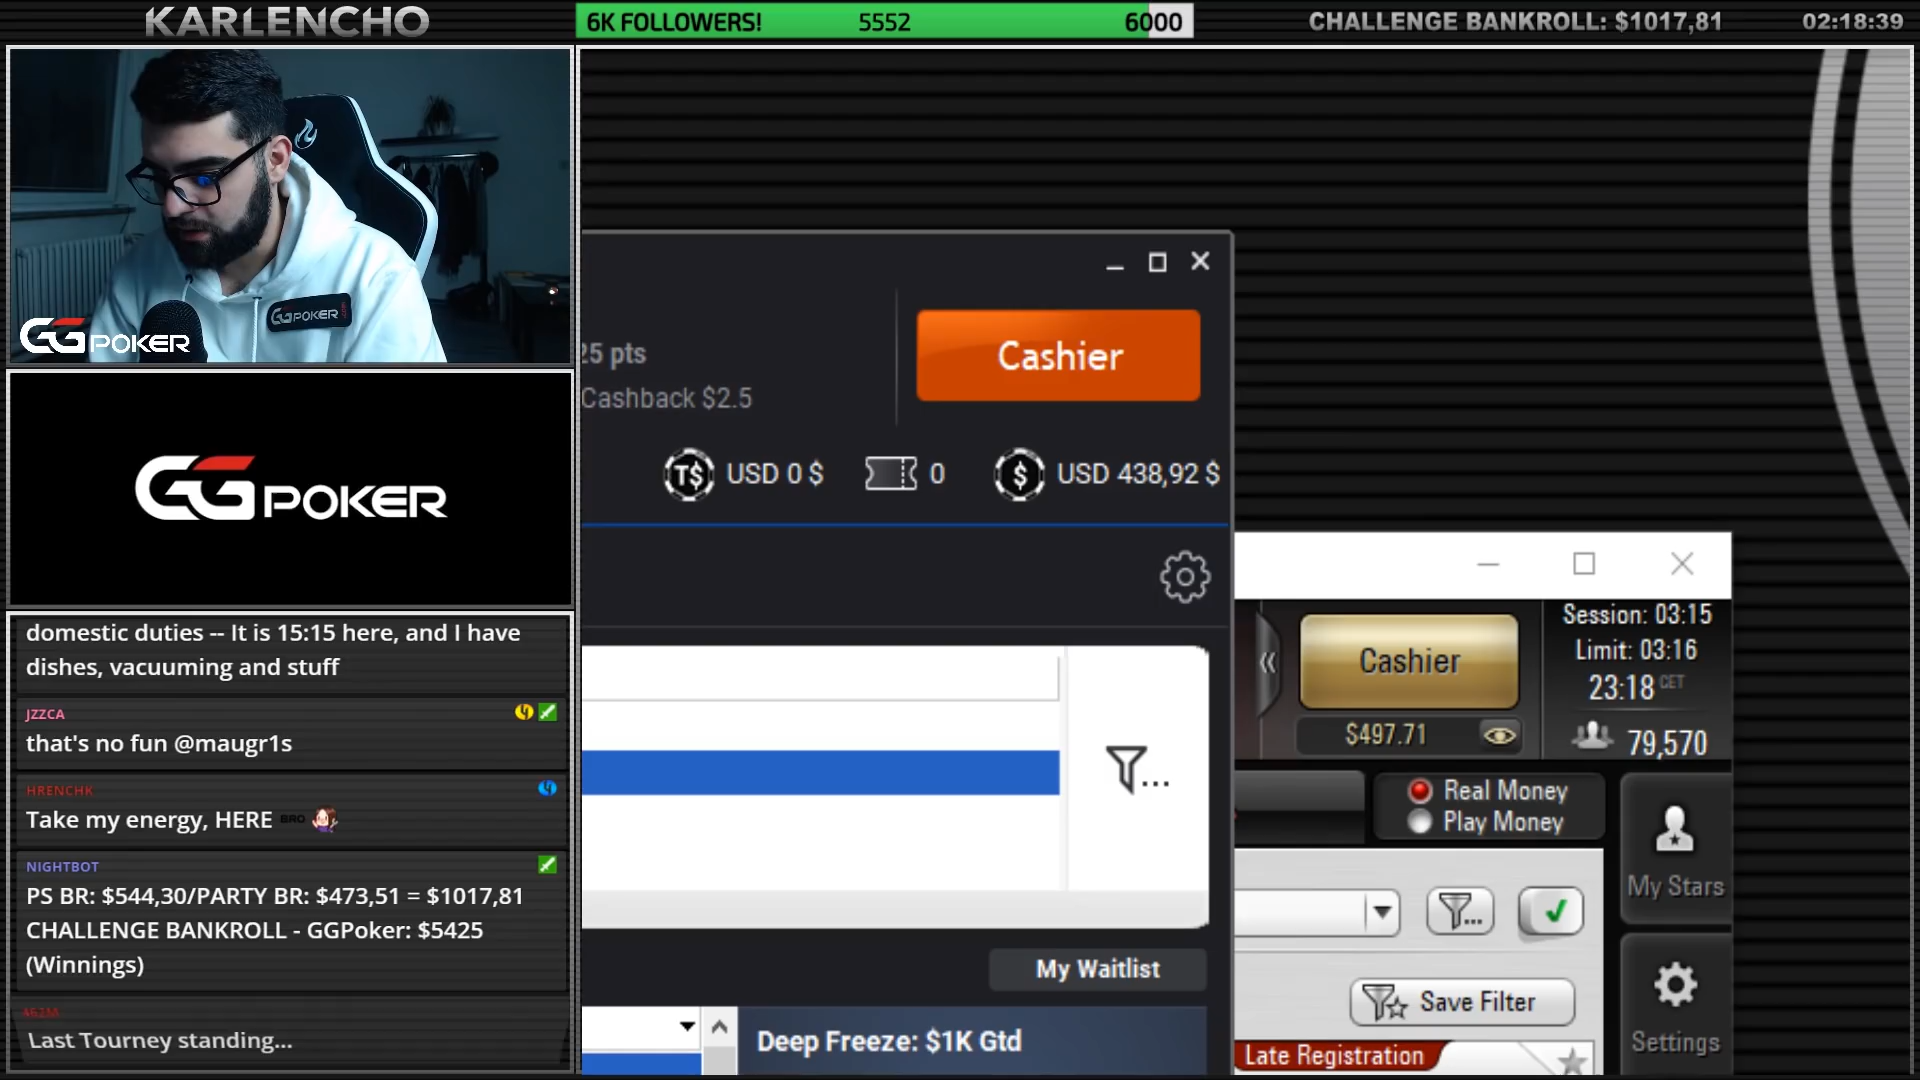 KARLENCHO
6K FOLLOWERS! 5552 6000
CHALLENGE BANKROLL: $1017,81
02:18:39
GGPOKER
GGPOKER
GGPOKER
domestic duties -- It is 15:15 here, and I have
dishes, vacuuming and stuff
JZZCA
that's no fun @maugr1s
HRENCHK
Take my energy, HERE BRO
NIGHTBOT
PS BR: $544,30/PARTY BR: $473,51 = $1017,81
CHALLENGE BANKROLL - GGPoker: $5425
(Winnings)
462M
Last Tourney standing...
25 pts
Cashback $2.5
Cashier
T$ USD 0 $
0
$ USD 438,92 $
My Waitlist
Deep Freeze: $1K Gtd
Cashier
$497.71
Session: 03:15
Limit: 03:16
23:18 CET
79,570
Real Money
Play Money
My Stars
Save Filter
Settings
Late Registration